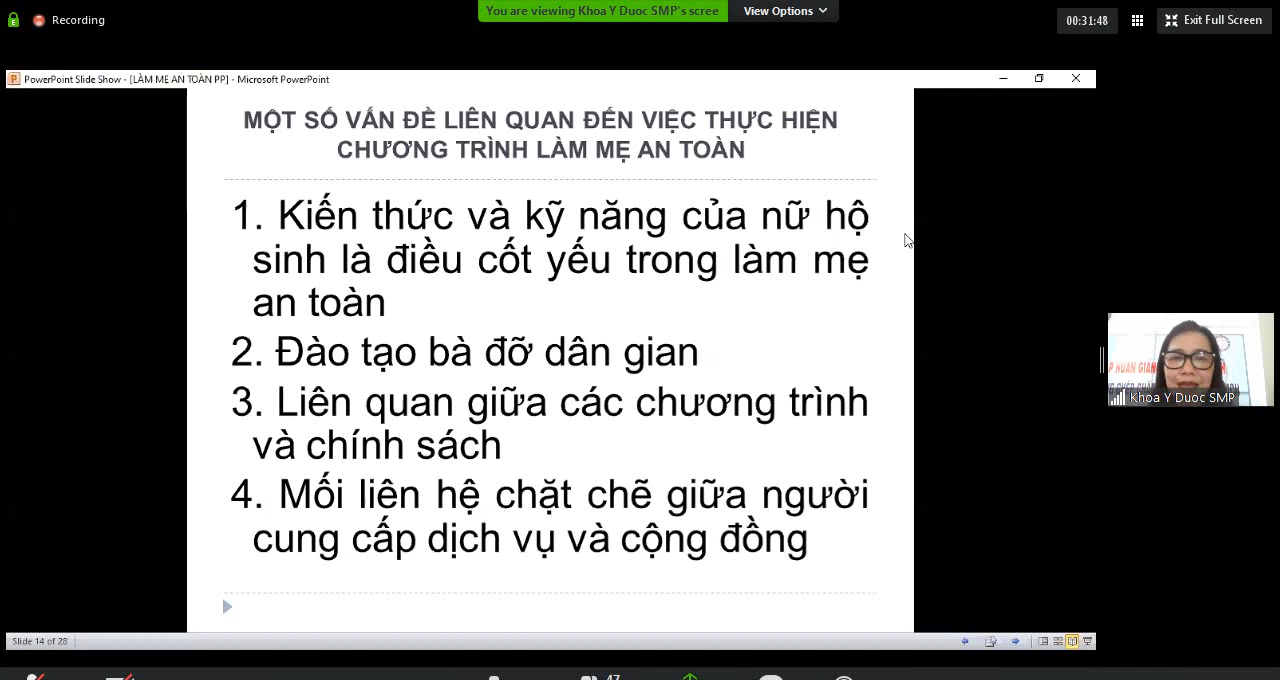 Recording
You are viewing Khoa Y Duoc SMP's scree
View Options
00:31:48
Exit Full Screen
PowerPoint Slide Show - [LÀM MẸ AN TOÀN PP] - Microsoft PowerPoint
MỘT SỐ VẤN ĐỀ LIÊN QUAN ĐẾN VIỆC THỰC HIỆN
CHƯƠNG TRÌNH LÀM MẸ AN TOÀN
1. Kiến thức và kỹ năng của nữ hộ
sinh là điều cốt yếu trong làm mẹ
an toàn
2. Đào tạo bà đỡ dân gian
3. Liên quan giữa các chương trình
và chính sách
4. Mối liên hệ chặt chẽ giữa người
cung cấp dịch vụ và cộng đồng
P HUẤN GIAN
Khoa Y Duoc SMP
Slide 14 of 28
47